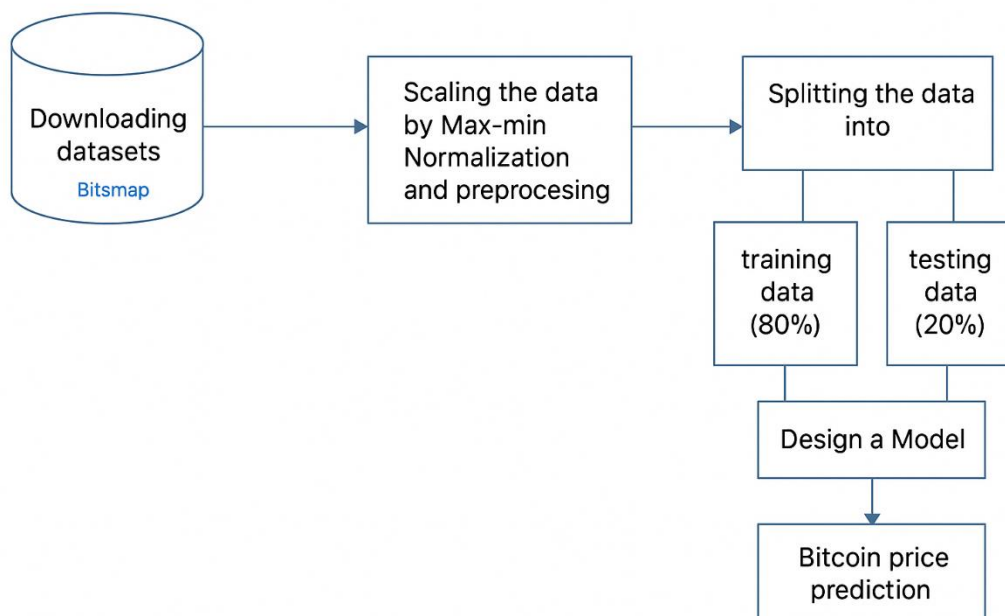 Downloading
datasets
Bitsmap
Scaling the data
by Max-min
Normalization
and preprocesing
Splitting the data
into
training
data
(80%)
testing
data
(20%)
Design a Model
Bitcoin price
prediction